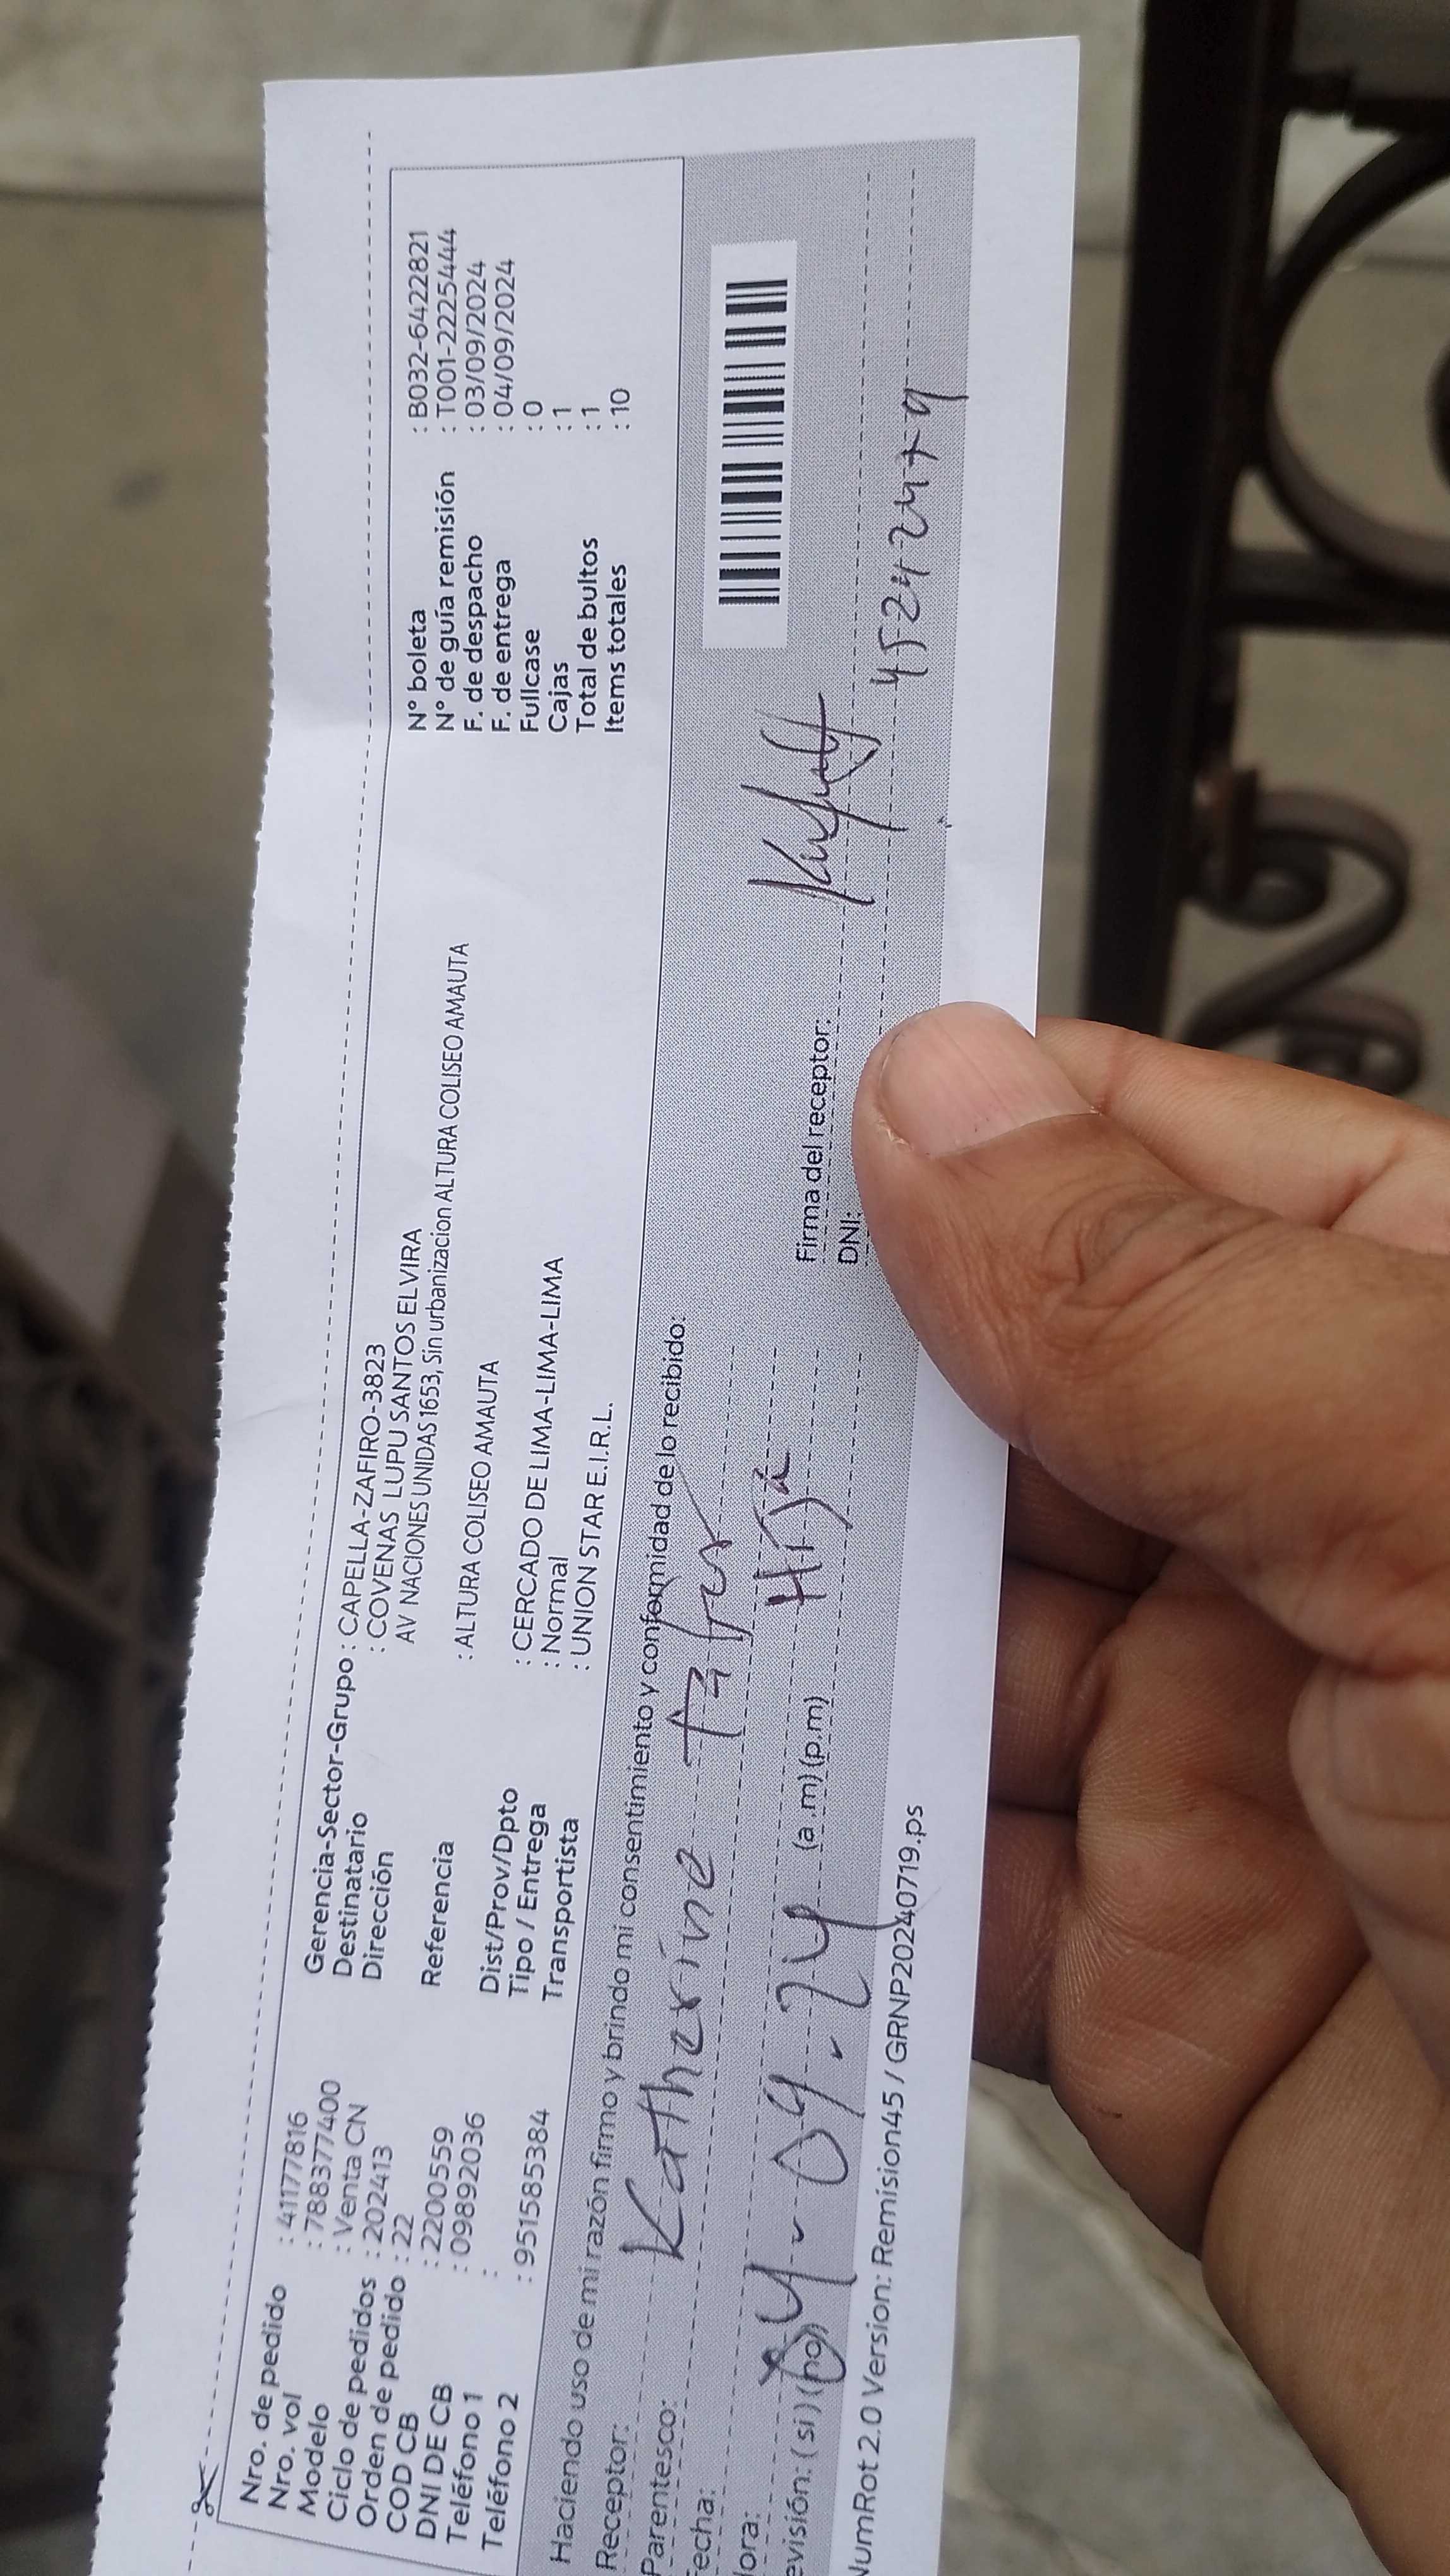 Nro. de pedido : 411777816
Nro. vol : 788377400
Modelo : Venta CN
Ciclo de pedidos : 202413
Orden de pedido : 22
COD CB : 2200559
DNI DE CB : 09892036
Teléfono 1 :
Teléfono 2 : 951585384
Gerencia-Sector-Grupo : CAPELLA-ZAFIRO-3823
Destinatario : COVENAS LUPU SANTOS ELVIRA
Dirección AV NACIONES UNIDAS 1653, Sin urbanizacion ALTURA COLISEO AMAUTA
Referencia : ALTURA COLISEO AMAUTA
Dist/Prov/Dpto : CERCADO DE LIMA-LIMA-LIMA
Tipo / Entrega : Normal
Transportista : UNION STAR E.I.R.L.
N° boleta : B032-6422821
N° de guía remisión : T001-2225444
F. de despacho : 03/09/2024
F. de entrega : 04/09/2024
Fullcase : 0
Cajas : 1
Total de bultos : 1
Items totales : 10
Haciendo uso de mi razón firmo y brindo mi consentimiento y conformidad de lo recibido:
Receptor: Katherine
Parentesco: Hija
echa: 04.09.24
ora: (a .m) (p.m)
evisión: (si) (no)
Firma del receptor:
DNI:
NumRot 2.0 Version: Remision45 / GRNP20240719.ps